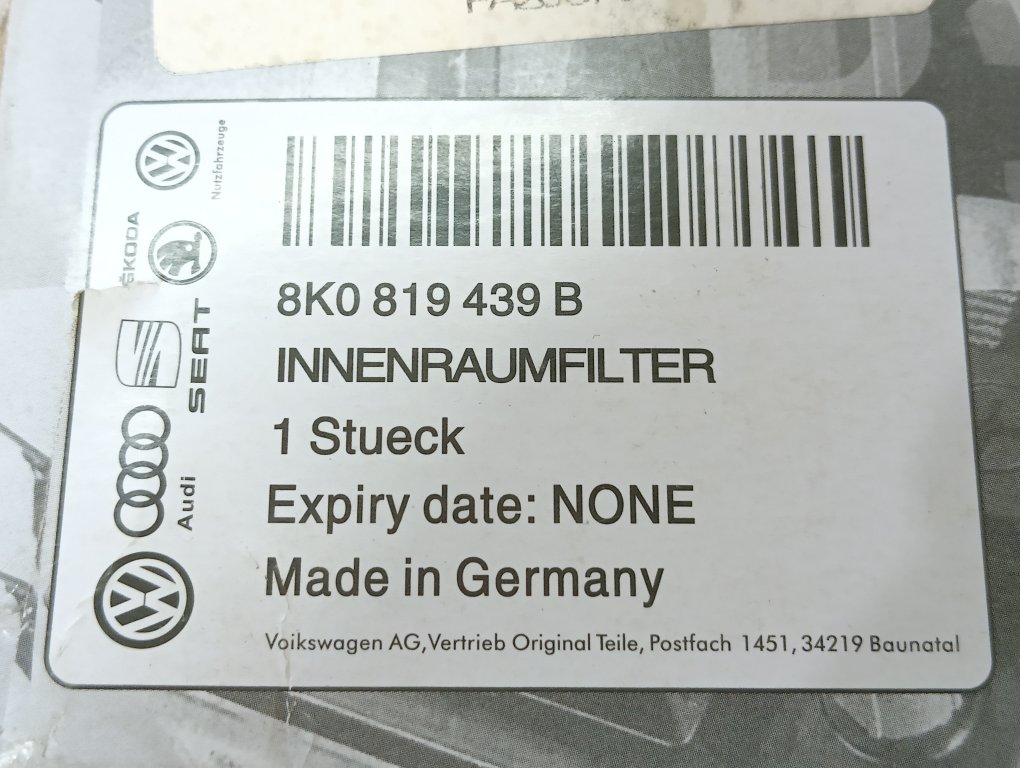 Nutzfahrzeuge
ŠKODA
SEAT
Audi
8K0 819 439 B
INNENRAUMFILTER
1 Stueck
Expiry date: NONE
Made in Germany
Voikswagen AG,Vertrieb Original Teile, Postfach 1451, 34219 Baunatal